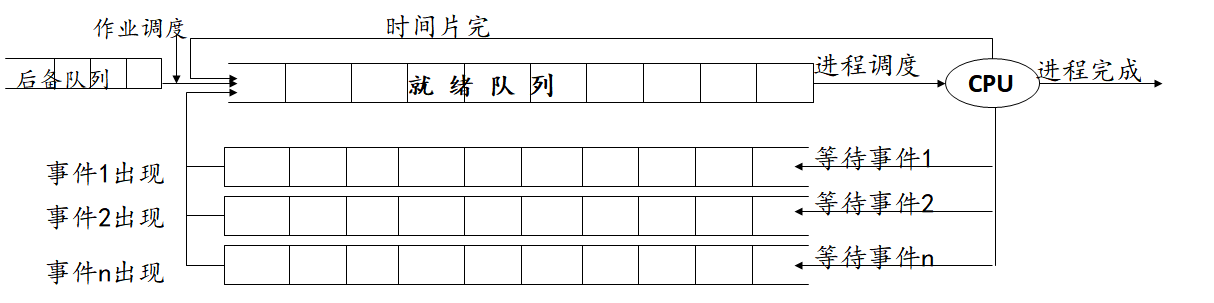 作业调度
时间片完
后备队列
就绪队列
进程调度
CPU
进程完成
事件1出现
等待事件1
事件2出现
等待事件2
事件n出现
等待事件n